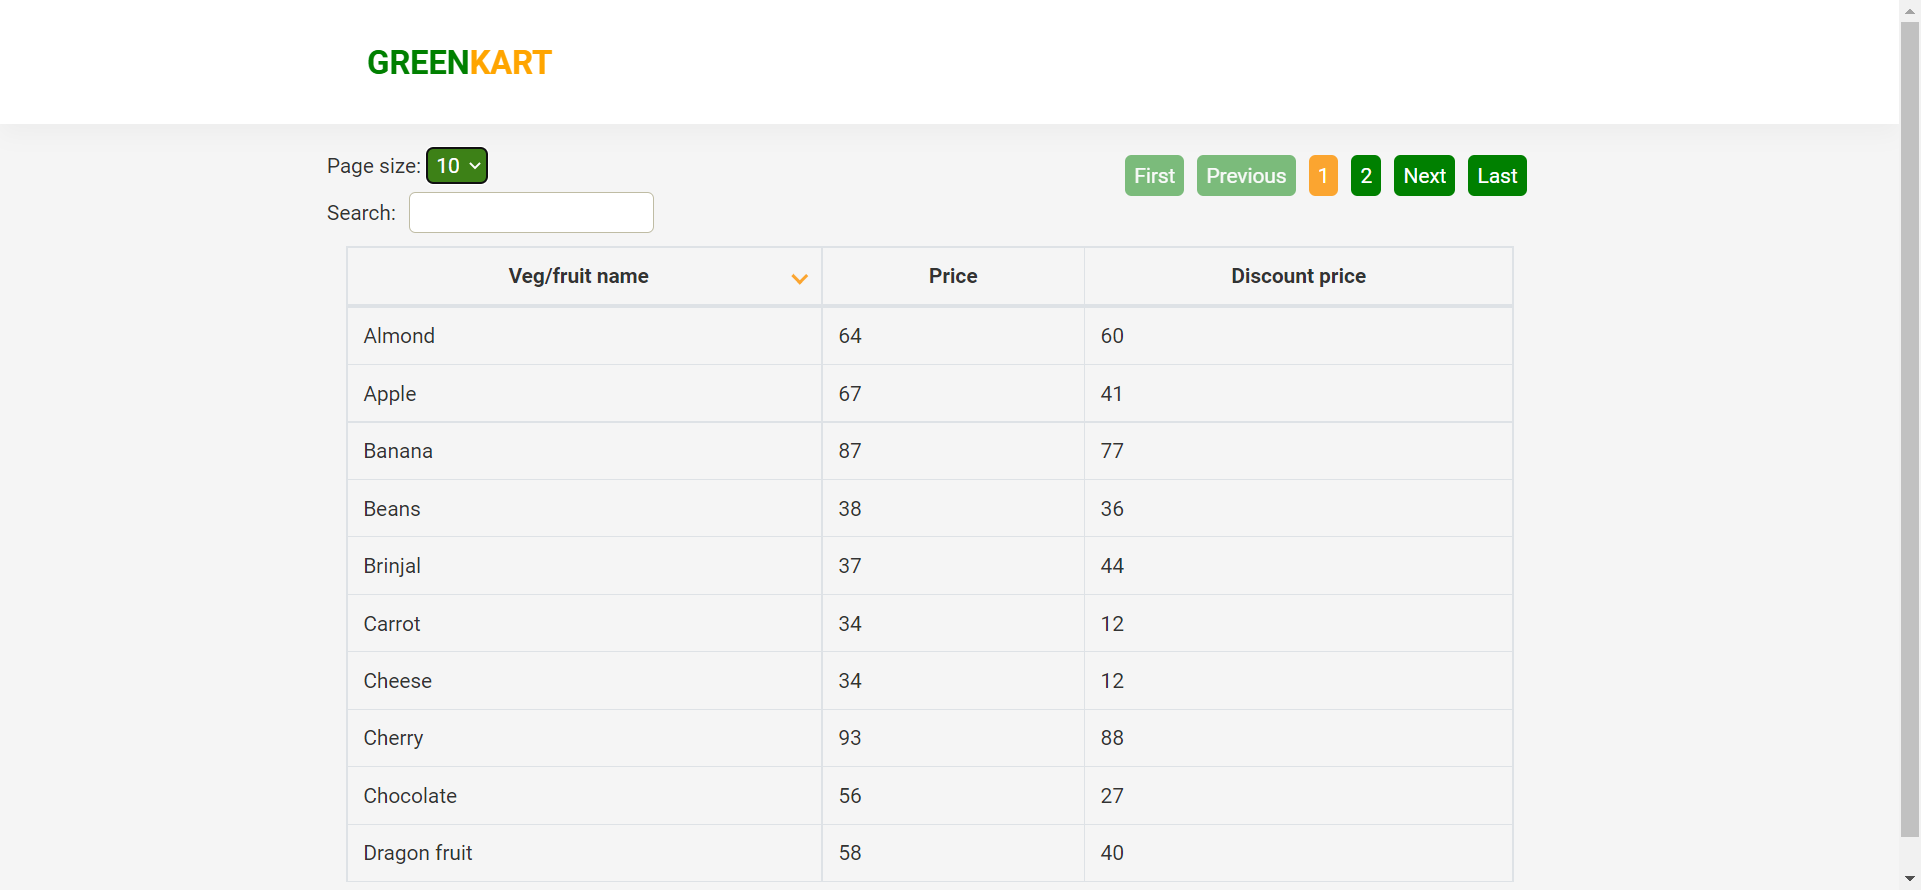 GREENKART
Page size: 10
First Previous 1 2 Next Last
Search:
Veg/fruit name Price Discount price
Almond 64 60
Apple 67 41
Banana 87 77
Beans 38 36
Brinjal 37 44
Carrot 34 12
Cheese 34 12
Cherry 93 88
Chocolate 56 27
Dragon fruit 58 40